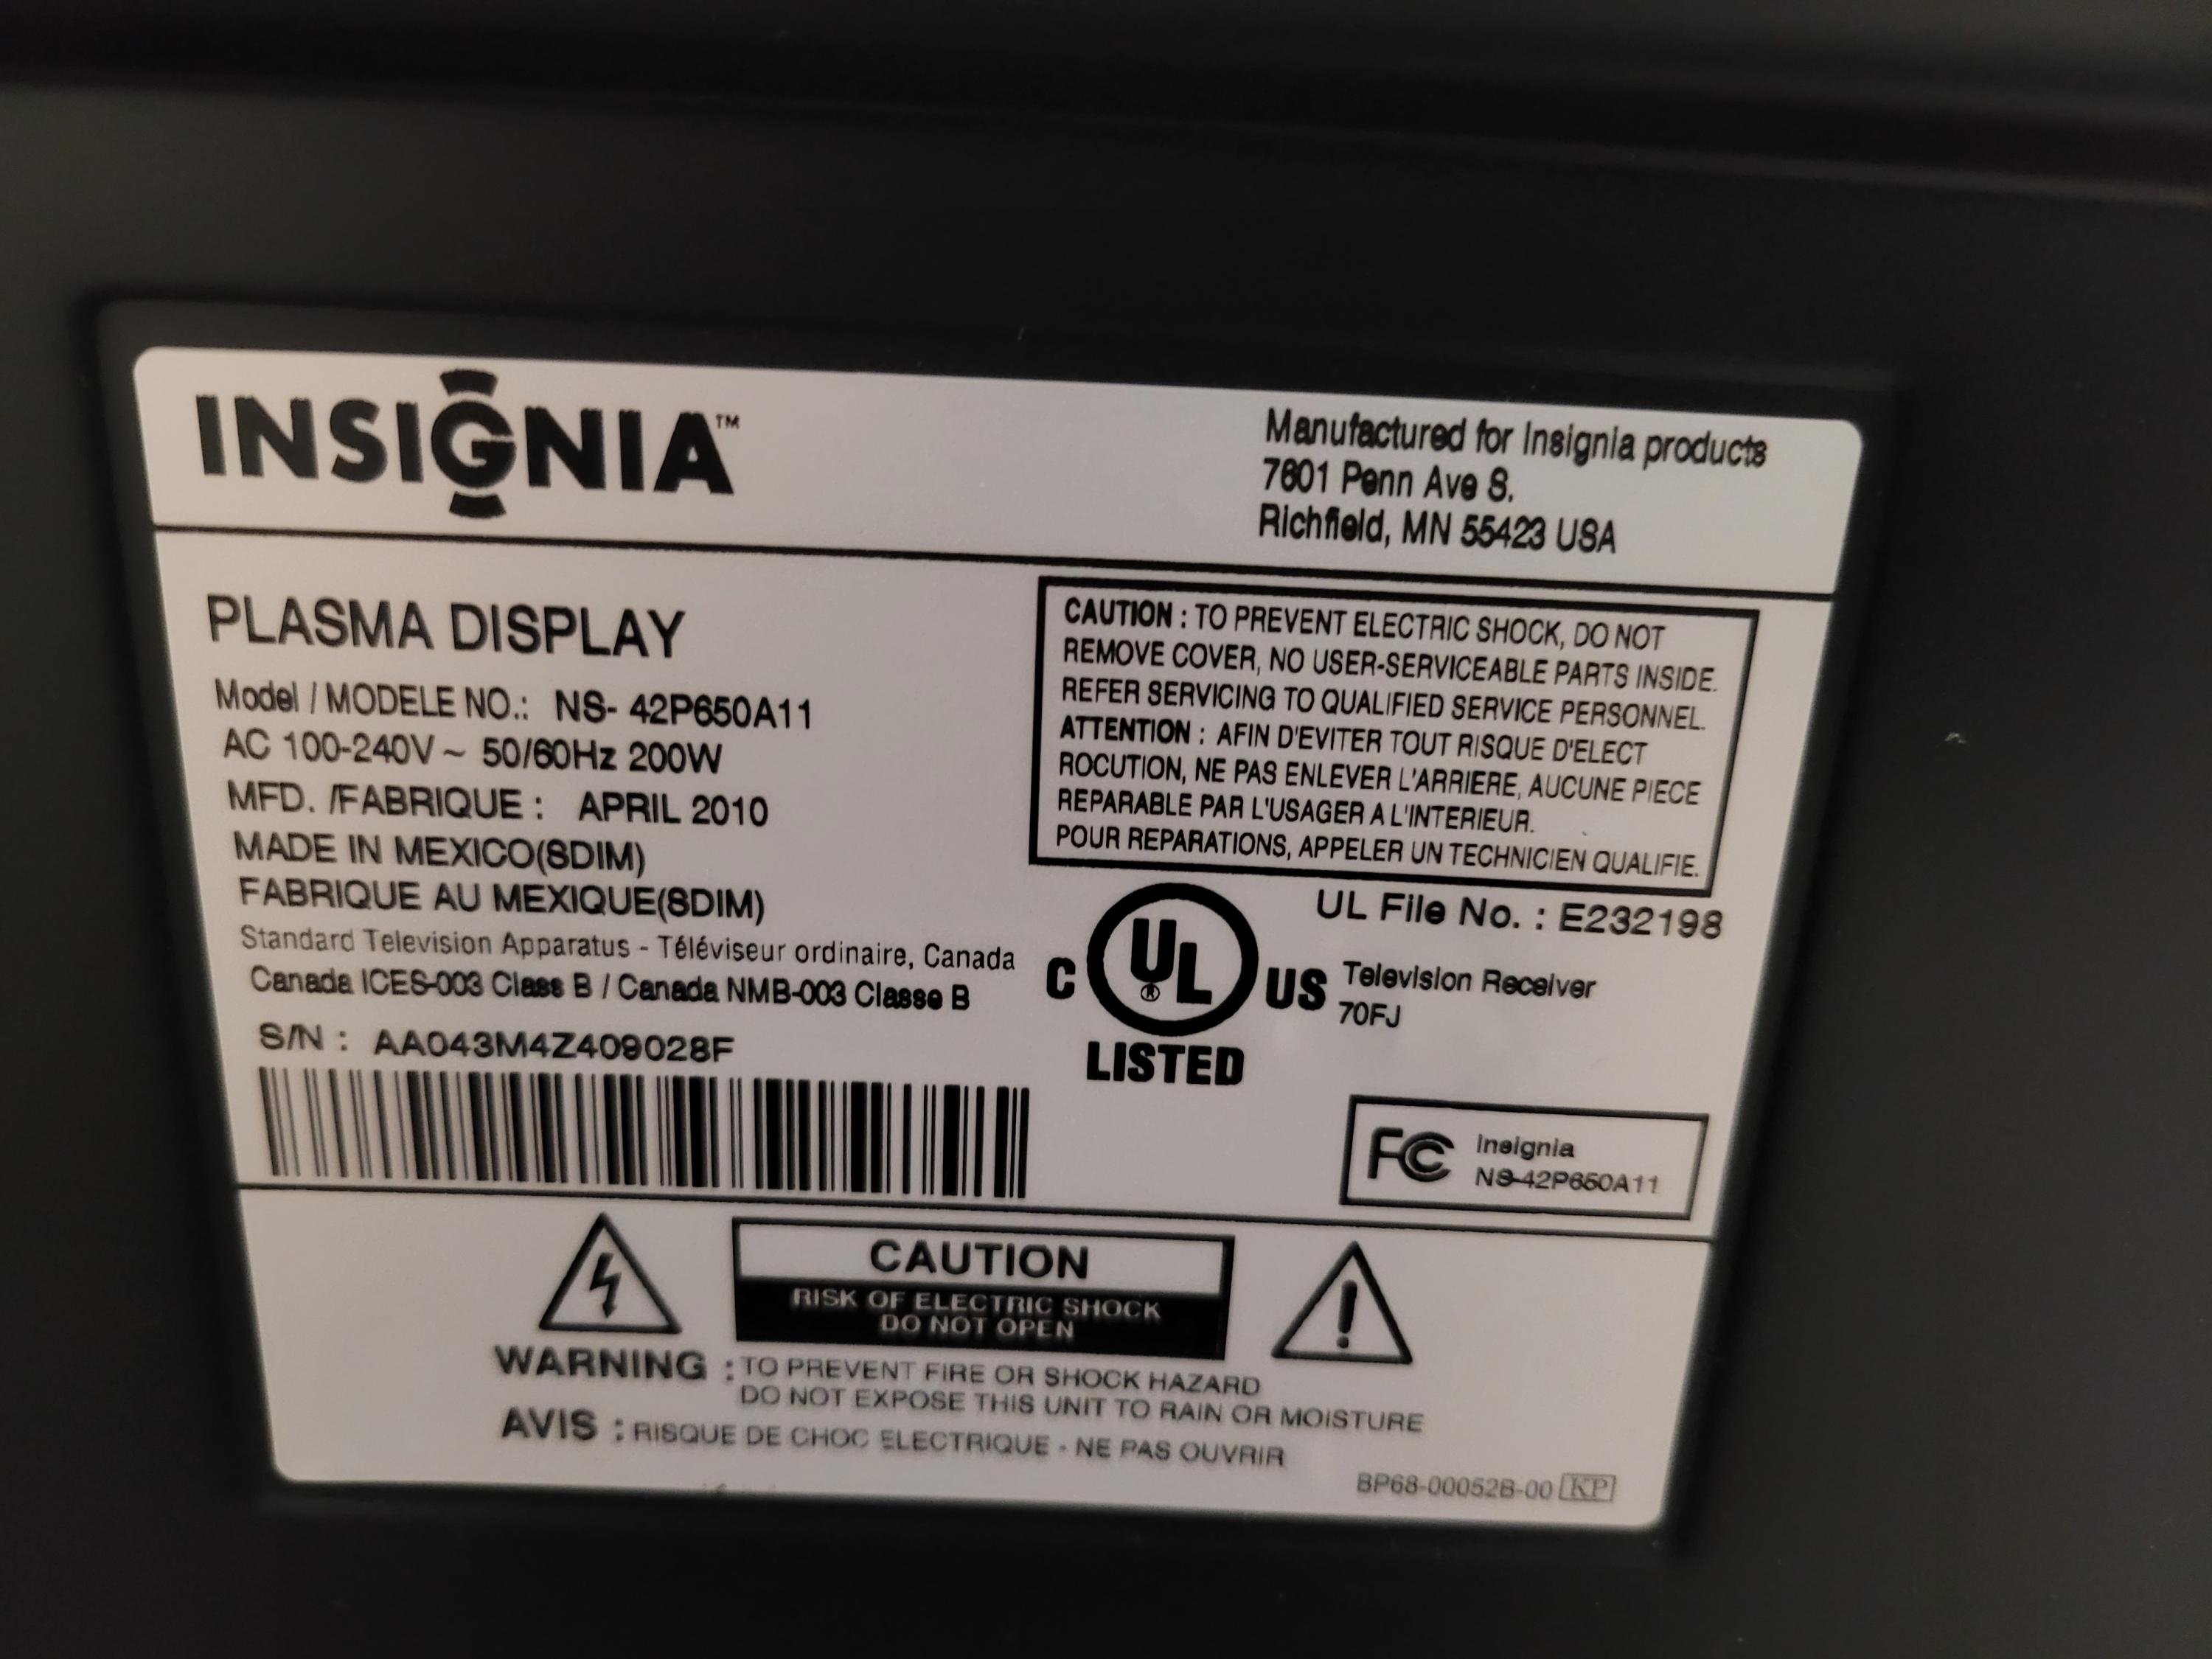 INSIGNIA™
Manufactured for Insignia products
7601 Penn Ave S.
Richfield, MN 55423 USA
PLASMA DISPLAY
Model / MODELE NO.: NS- 42P650A11
AC 100-240V ~ 50/60Hz 200W
MFD. /FABRIQUE : APRIL 2010
MADE IN MEXICO(SDIM)
FABRIQUE AU MEXIQUE(SDIM)
Standard Television Apparatus - Téléviseur ordinaire, Canada
Canada ICES-003 Class B / Canada NMB-003 Classe B
S/N : AA043M4Z409028F
CAUTION : TO PREVENT ELECTRIC SHOCK, DO NOT
REMOVE COVER, NO USER-SERVICEABLE PARTS INSIDE.
REFER SERVICING TO QUALIFIED SERVICE PERSONNEL.
ATTENTION : AFIN D'EVITER TOUT RISQUE D'ELECT
ROCUTION, NE PAS ENLEVER L'ARRIERE, AUCUNE PIECE
REPARABLE PAR L'USAGER A L'INTERIEUR.
POUR REPARATIONS, APPELER UN TECHNICIEN QUALIFIE.
UL File No. : E232198
C UL® US
LISTED
Television Receiver
70FJ
FC Insignia
NS-42P650A11
CAUTION
RISK OF ELECTRIC SHOCK
DO NOT OPEN
WARNING : TO PREVENT FIRE OR SHOCK HAZARD
DO NOT EXPOSE THIS UNIT TO RAIN OR MOISTURE
AVIS : RISQUE DE CHOC ELECTRIQUE - NE PAS OUVRIR
BP68-00052B-00 KP